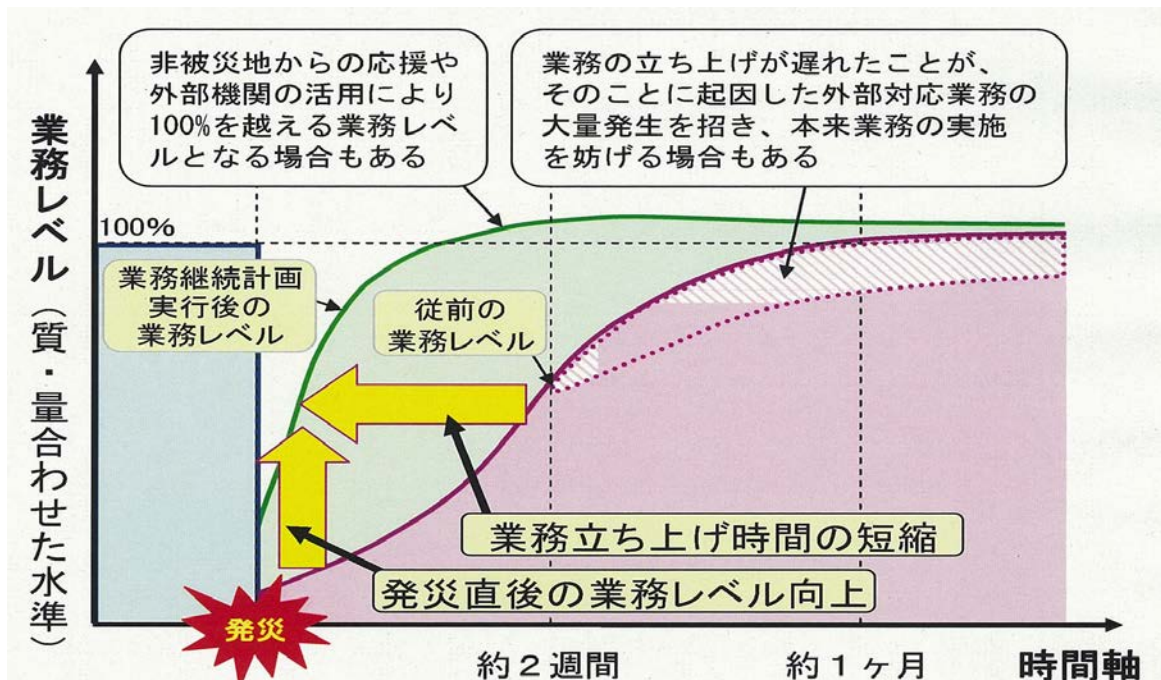 非被災地からの応援や
外部機関の活用により
100%を越える業務レベ
ルとなる場合もある
業務の立ち上げが遅れたことが、
そのことに起因した外部対応業務の
大量発生を招き、本来業務の実施
を妨げる場合もある
業務レベル(質・量合わせた水準)
100%
業務継続計画
実行後の
業務レベル
従前の
業務レベル
業務立ち上げ時間の短縮
発災直後の業務レベル向上
発災
約2週間
約1ヶ月
時間軸